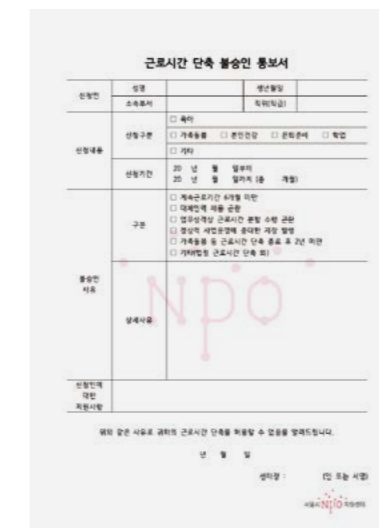 근로시간 단축 불승인 통보서
신청인
성명
생년월일
소속부서
직위(직급)
신청내용
신청구분
□ 육아
□ 가족돌봄 □ 본인건강 □ 은퇴준비 □ 학업
□ 기타
신청기간
20 년 월 일부터
20 년 월 일까지 (총 개월)
불승인
사유
구분
□ 계속근로기간 6개월 미만
□ 대체인력 채용 곤란
□ 업무성격상 근로시간 분할 수행 곤란
□ 정상적 사업운영에 중대한 지장 발생
□ 가족돌봄 등 근로시간 단축 종료 후 2년 미만
□ 기타(법정 근로시간 단축 외)
상세사유
npo
신청인에
대한
지원사항
위와 같은 사유로 귀하의 근로시간 단축을 허용할 수 없음을 알려드립니다.
년 월 일
센터장 : (인 또는 서명)
서울시 NPO 지원센터